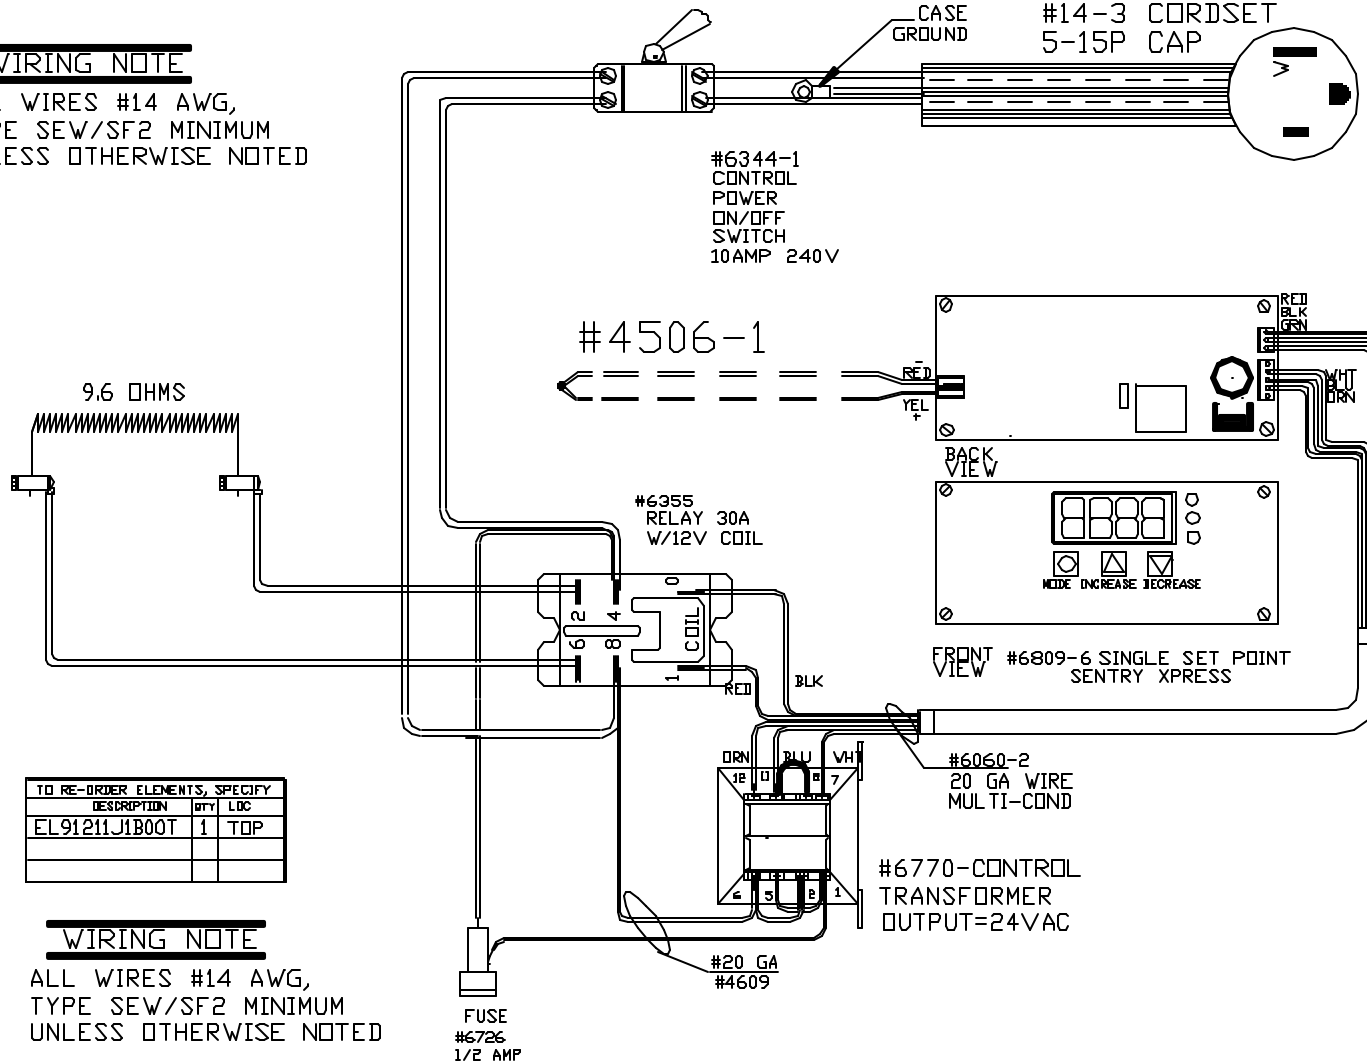 CASE
GROUND
#14-3 CORDSET
5-15P CAP
W
WIRING NOTE
WIRES #14 AWG,
SEW/SF2 MINIMUM
OTHERWISE NOTED
#6344-1
CONTROL
POWER
ON/OFF
SWITCH
10AMP 240V
#4506-1
-
RED
YEL
+
RED
BLK
GRN
WHT
BLU
ORN
BACK
VIEW
9.6 OHMS
#6355
RELAY 30A
W/12V COIL
MODE INCREASE DECREASE
FRONT
VIEW
#6809-6 SINGLE SET POINT
SENTRY XPRESS
2 4 0
6 8 COIL 1
RED
BLK
ORN BLU WHT
12 11 8 7
6 5 2 1
#6060-2
20 GA WIRE
MULTI-COND
#6770-CONTROL
TRANSFORMER
OUTPUT=24VAC
TO RE-ORDER ELEMENTS, SPECIFY
DESCRIPTION QTY LOC
EL91211J1B00T 1 TOP
WIRING NOTE
ALL WIRES #14 AWG,
TYPE SEW/SF2 MINIMUM
UNLESS OTHERWISE NOTED
#20 GA
#4609
FUSE
#6726
1/2 AMP